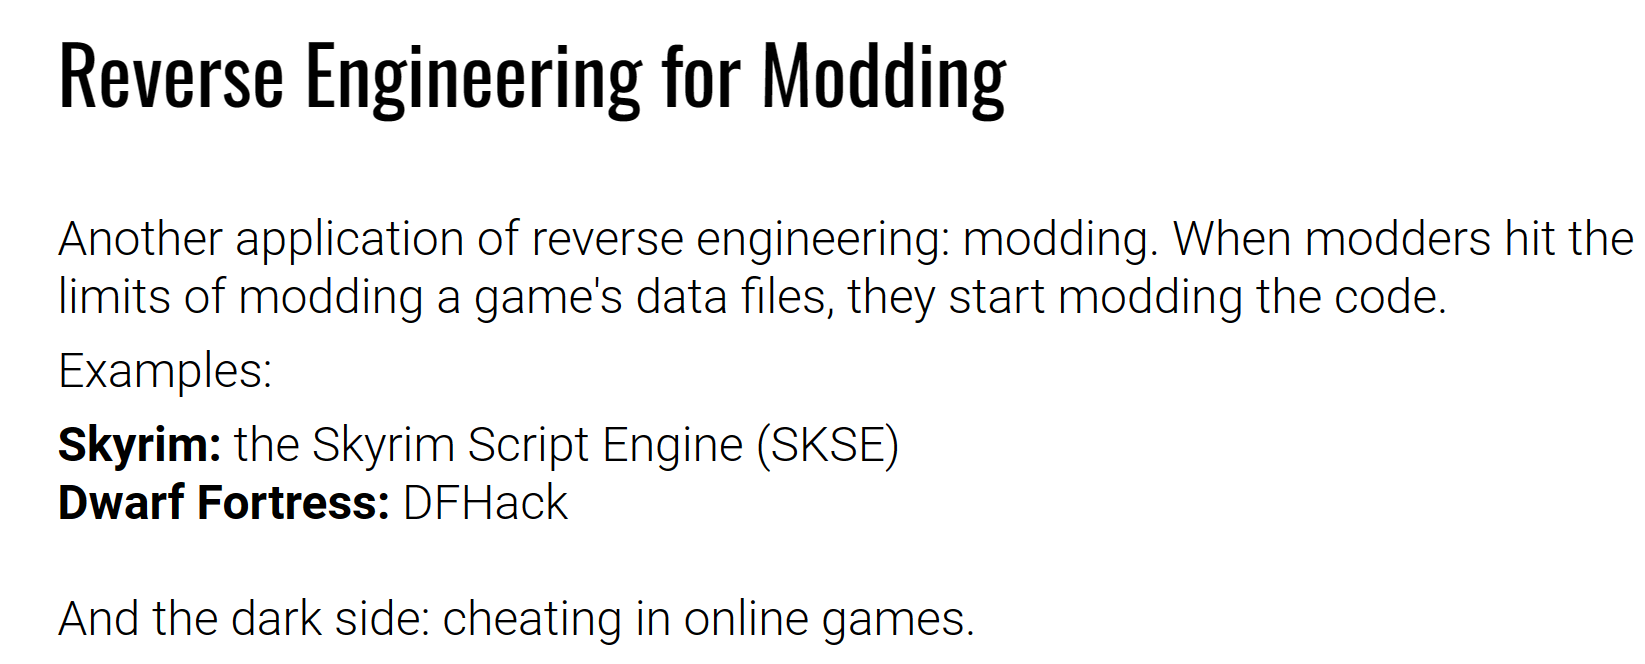 Reverse Engineering for Modding
Another application of reverse engineering: modding. When modders hit the
limits of modding a game's data files, they start modding the code.
Examples:
Skyrim: the Skyrim Script Engine (SKSE)
Dwarf Fortress: DFHack
And the dark side: cheating in online games.